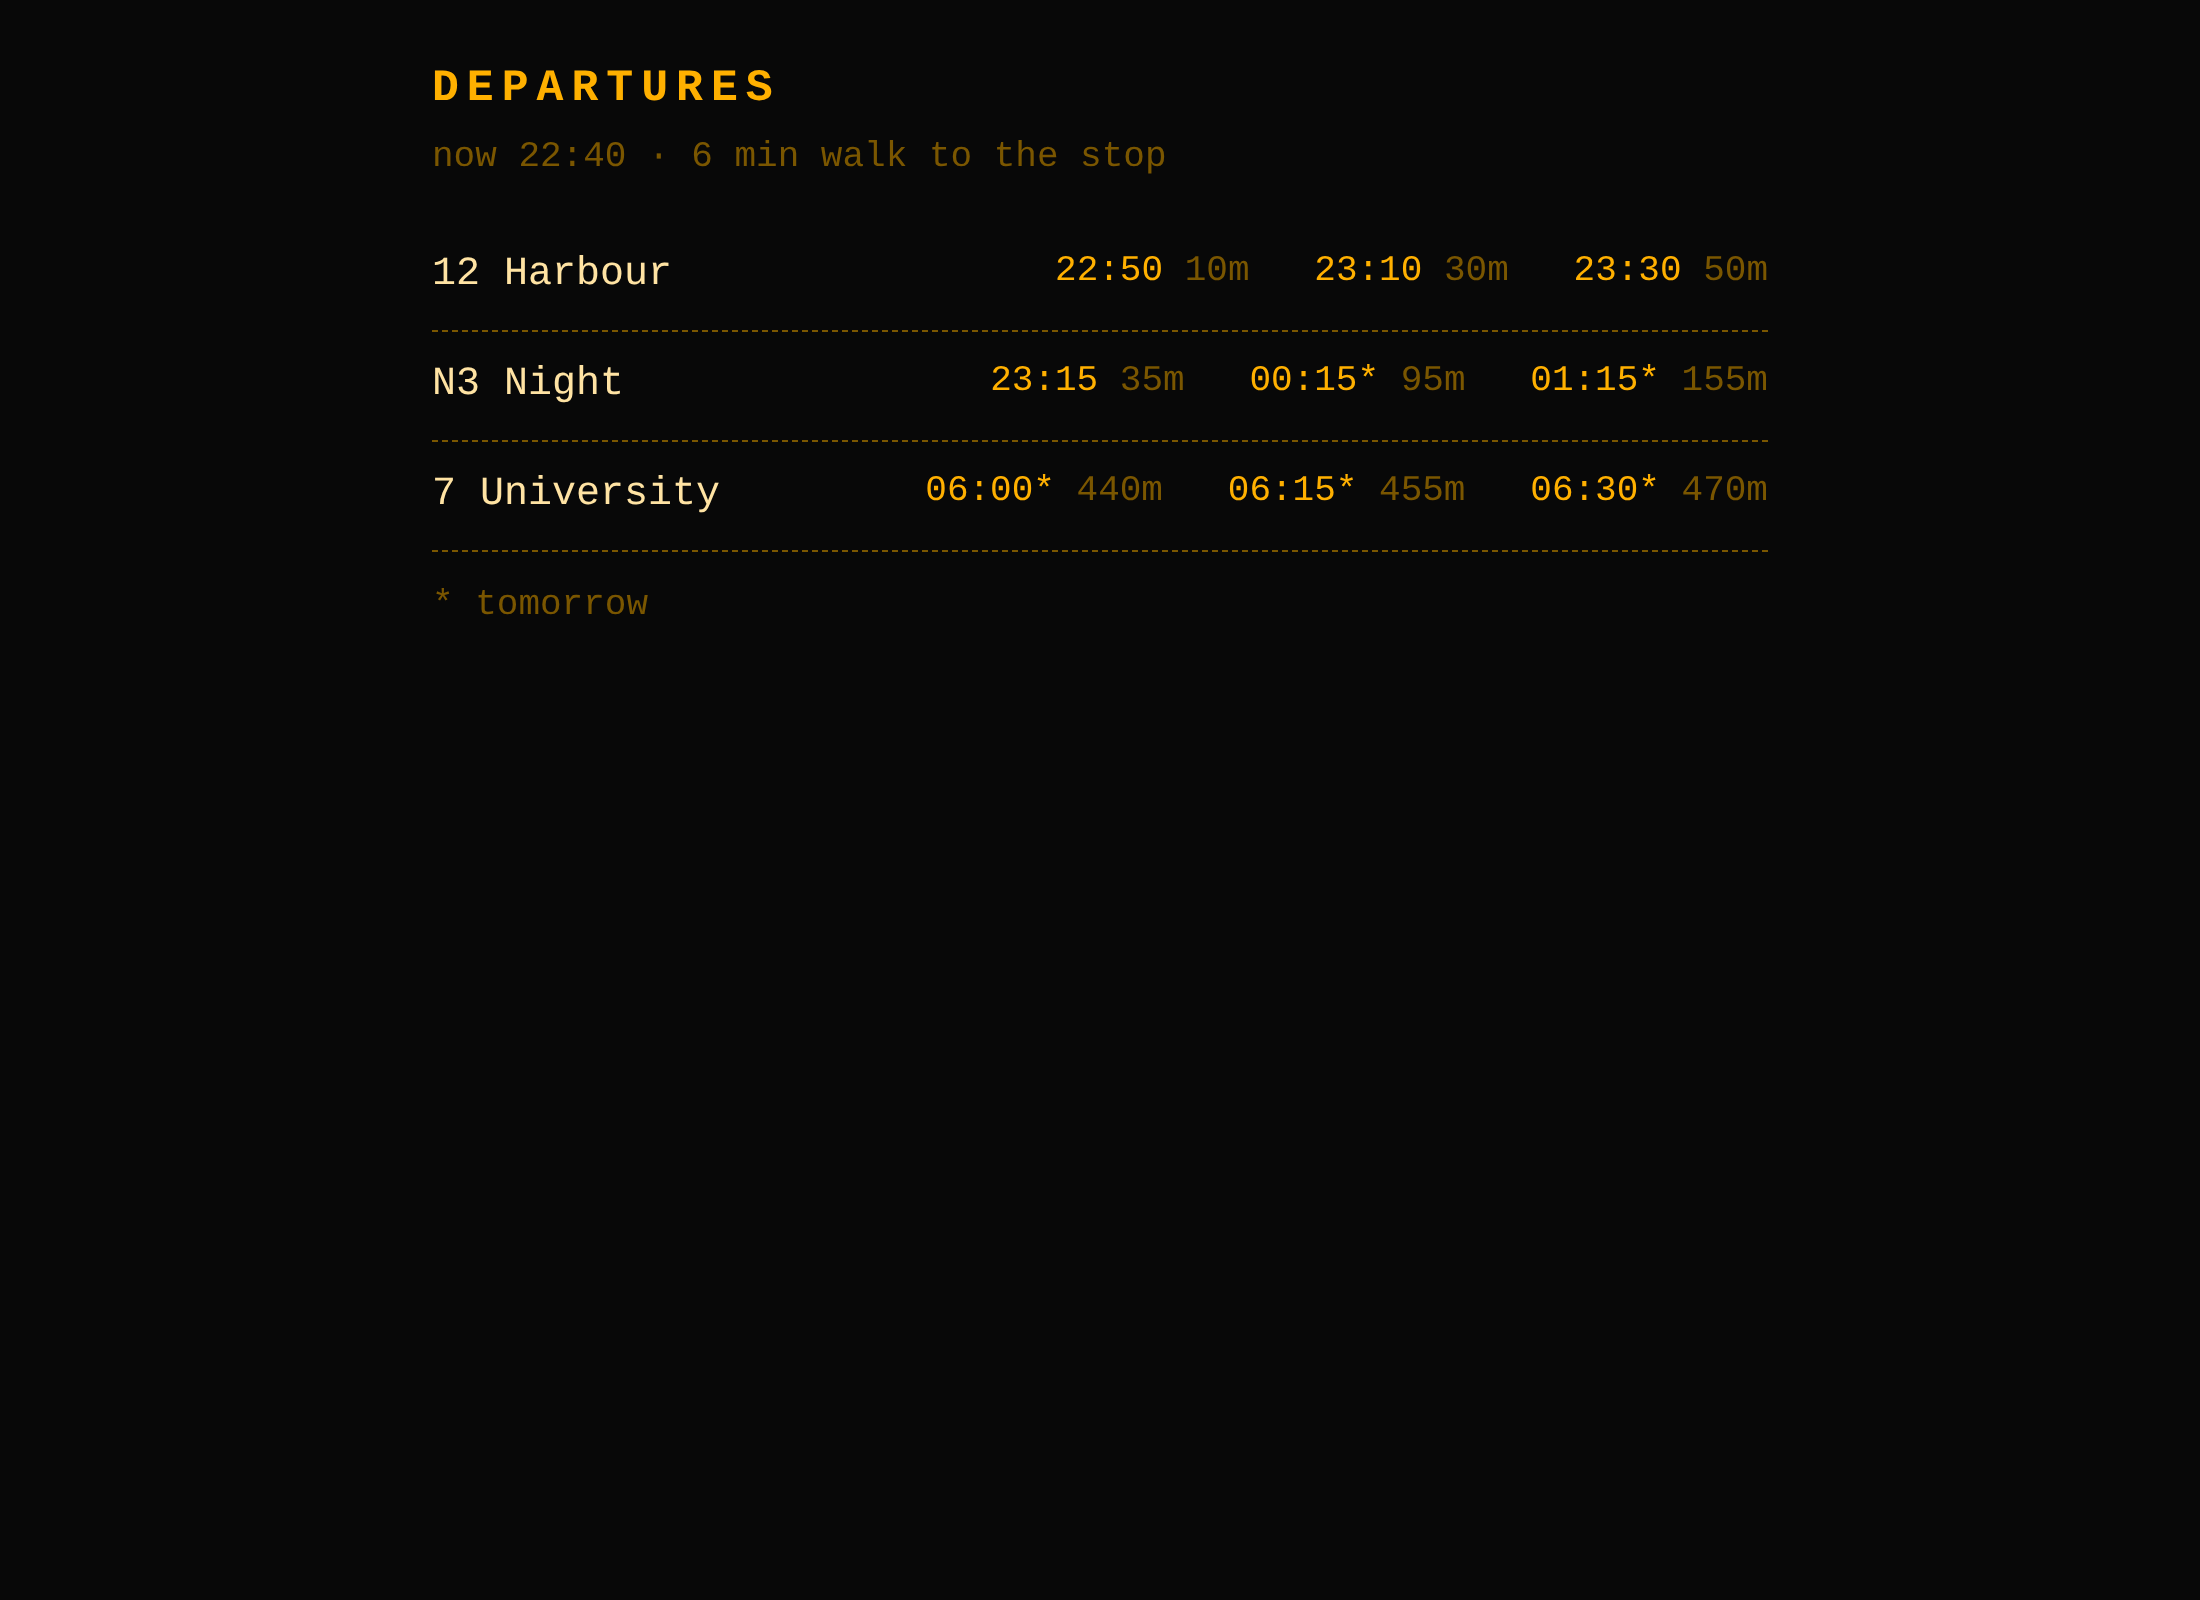 DEPARTURES
now 22:40 · 6 min walk to the stop
12 Harbour 22:50 10m 23:10 30m 23:30 50m
N3 Night 23:15 35m 00:15* 95m 01:15* 155m
7 University 06:00* 440m 06:15* 455m 06:30* 470m
* tomorrow